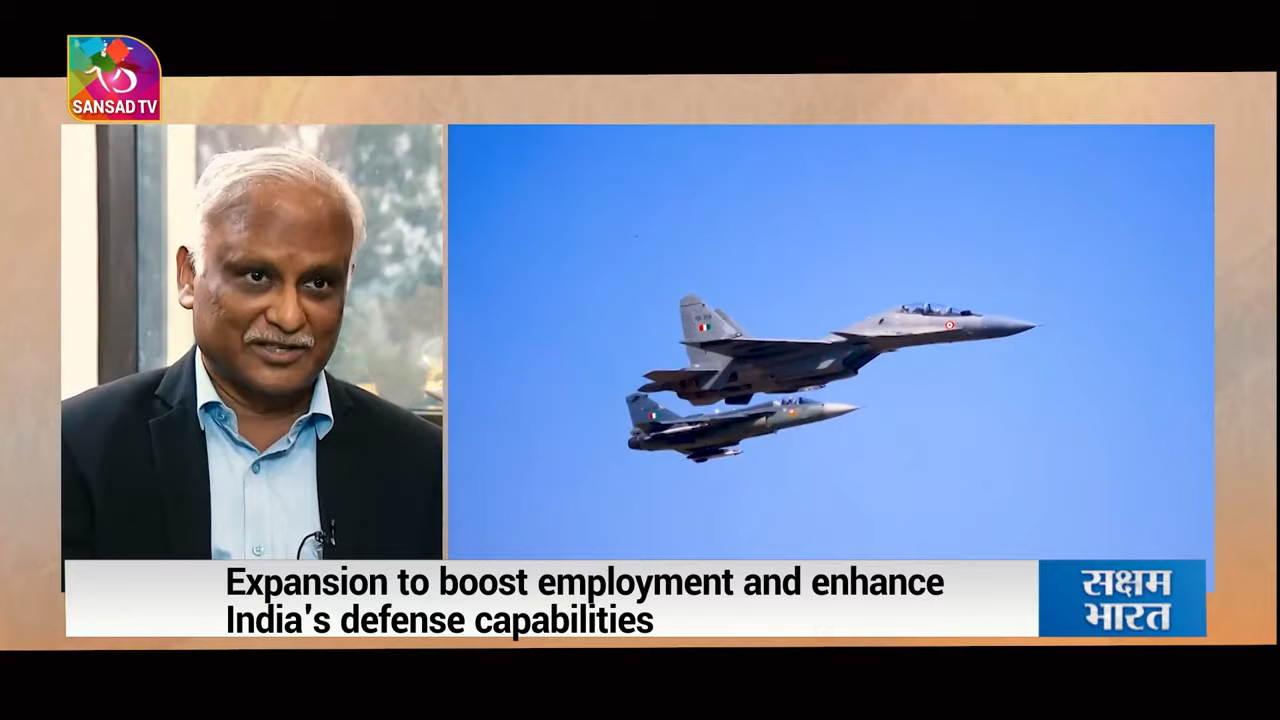 SANSAD TV
Expansion to boost employment and enhance
India's defense capabilities
सक्षम
भारत